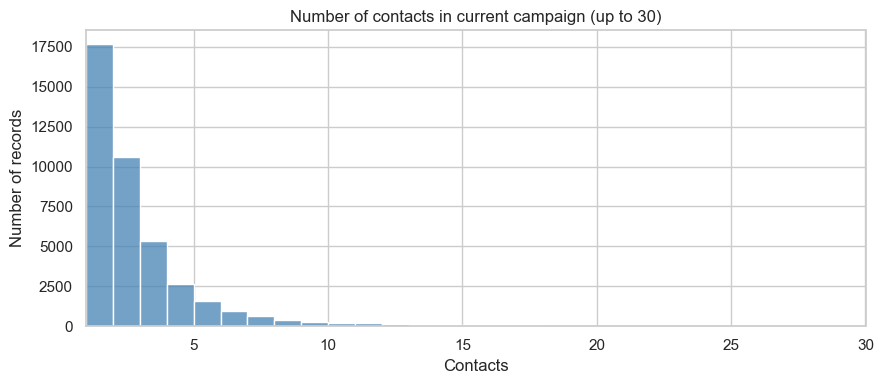 Number of contacts in current campaign (up to 30)
Number of records
17500
15000
12500
10000
7500
5000
2500
0
5 10 15 20 25 30
Contacts